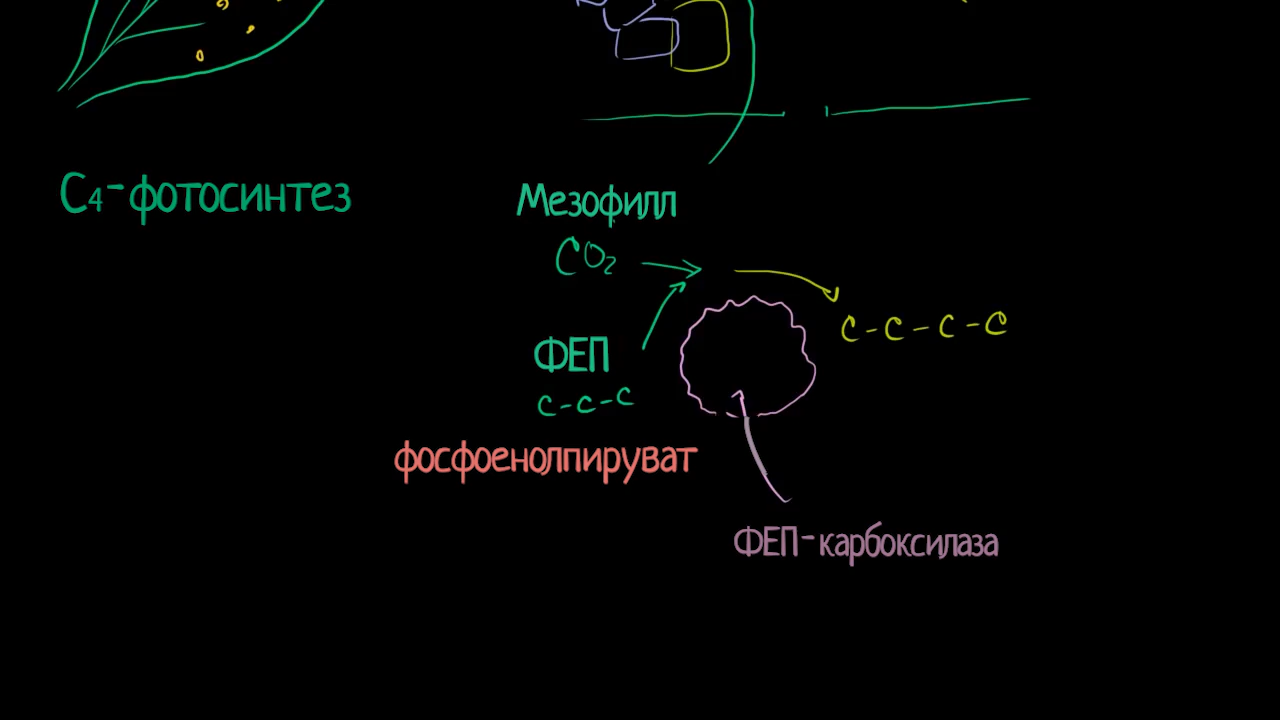 C4-фотосинтез
Мезофилл
CO2
C-C-C-C
ФЕП
C-C-C
фосфоенолпируват
ФЕП-карбоксилаза